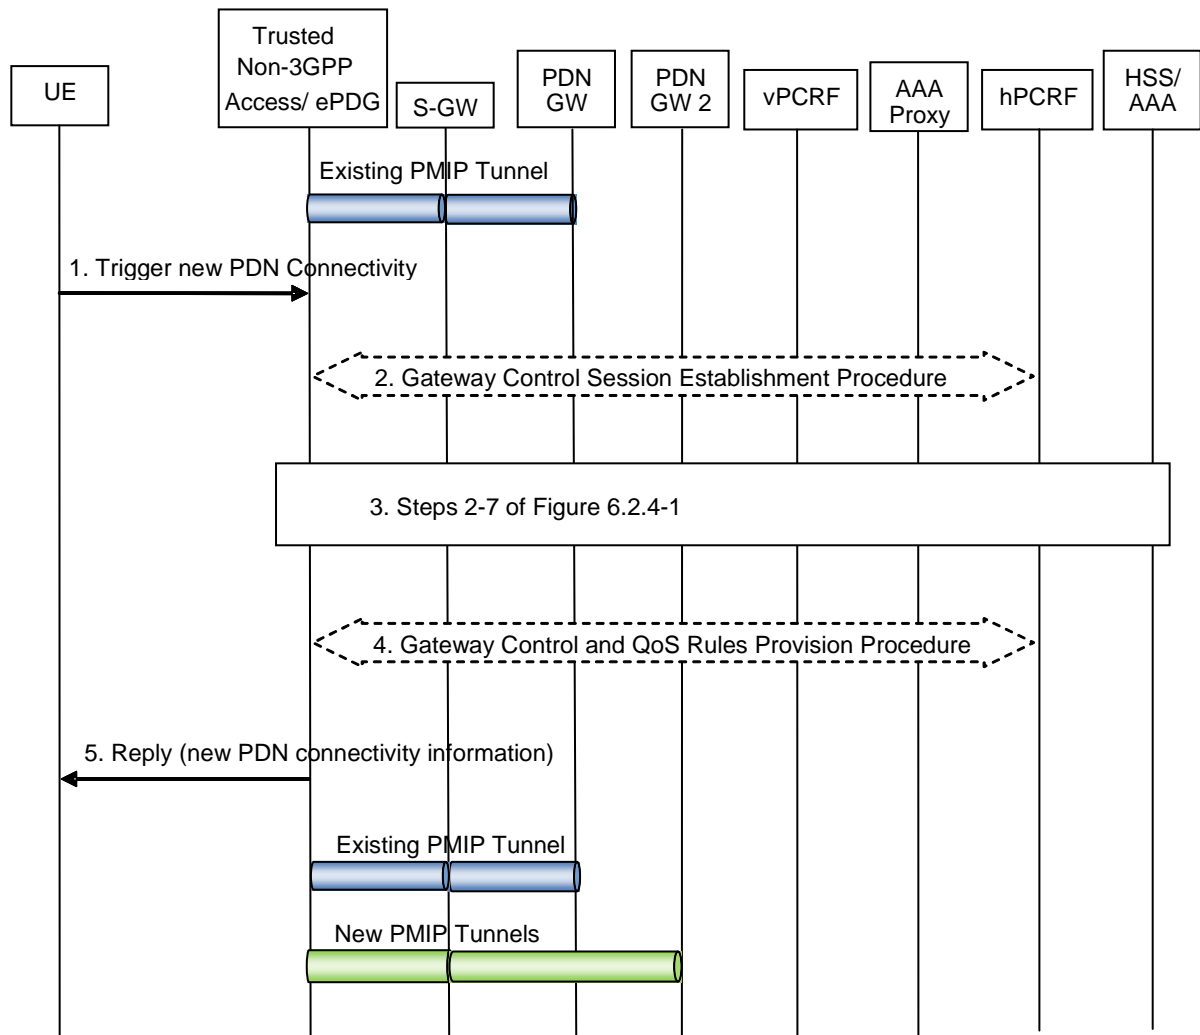 UE
Trusted
Non-3GPP
Access/ ePDG
S-GW
PDN
GW
PDN
GW 2
vPCRF
AAA
Proxy
hPCRF
HSS/
AAA
Existing PMIP Tunnel
1. Trigger new PDN Connectivity
2. Gateway Control Session Establishment Procedure
3. Steps 2-7 of Figure 6.2.4-1
4. Gateway Control and QoS Rules Provision Procedure
5. Reply (new PDN connectivity information)
Existing PMIP Tunnel
New PMIP Tunnels